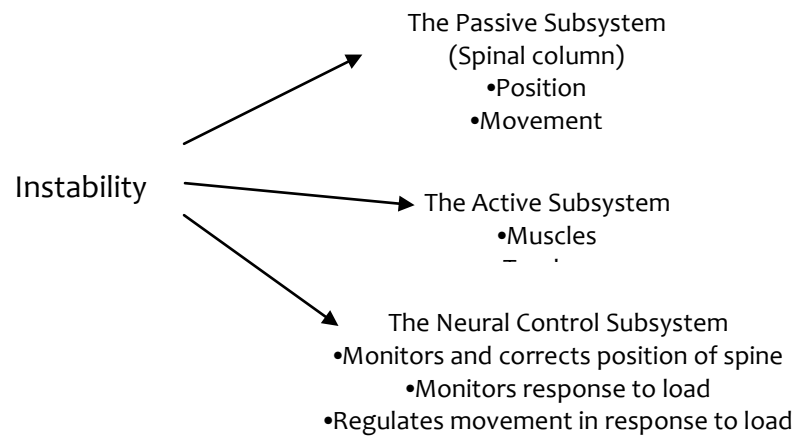 The Passive Subsystem
(Spinal column)
•Position
•Movement
Instability
The Active Subsystem
•Muscles
The Neural Control Subsystem
•Monitors and corrects position of spine
•Monitors response to load
•Regulates movement in response to load